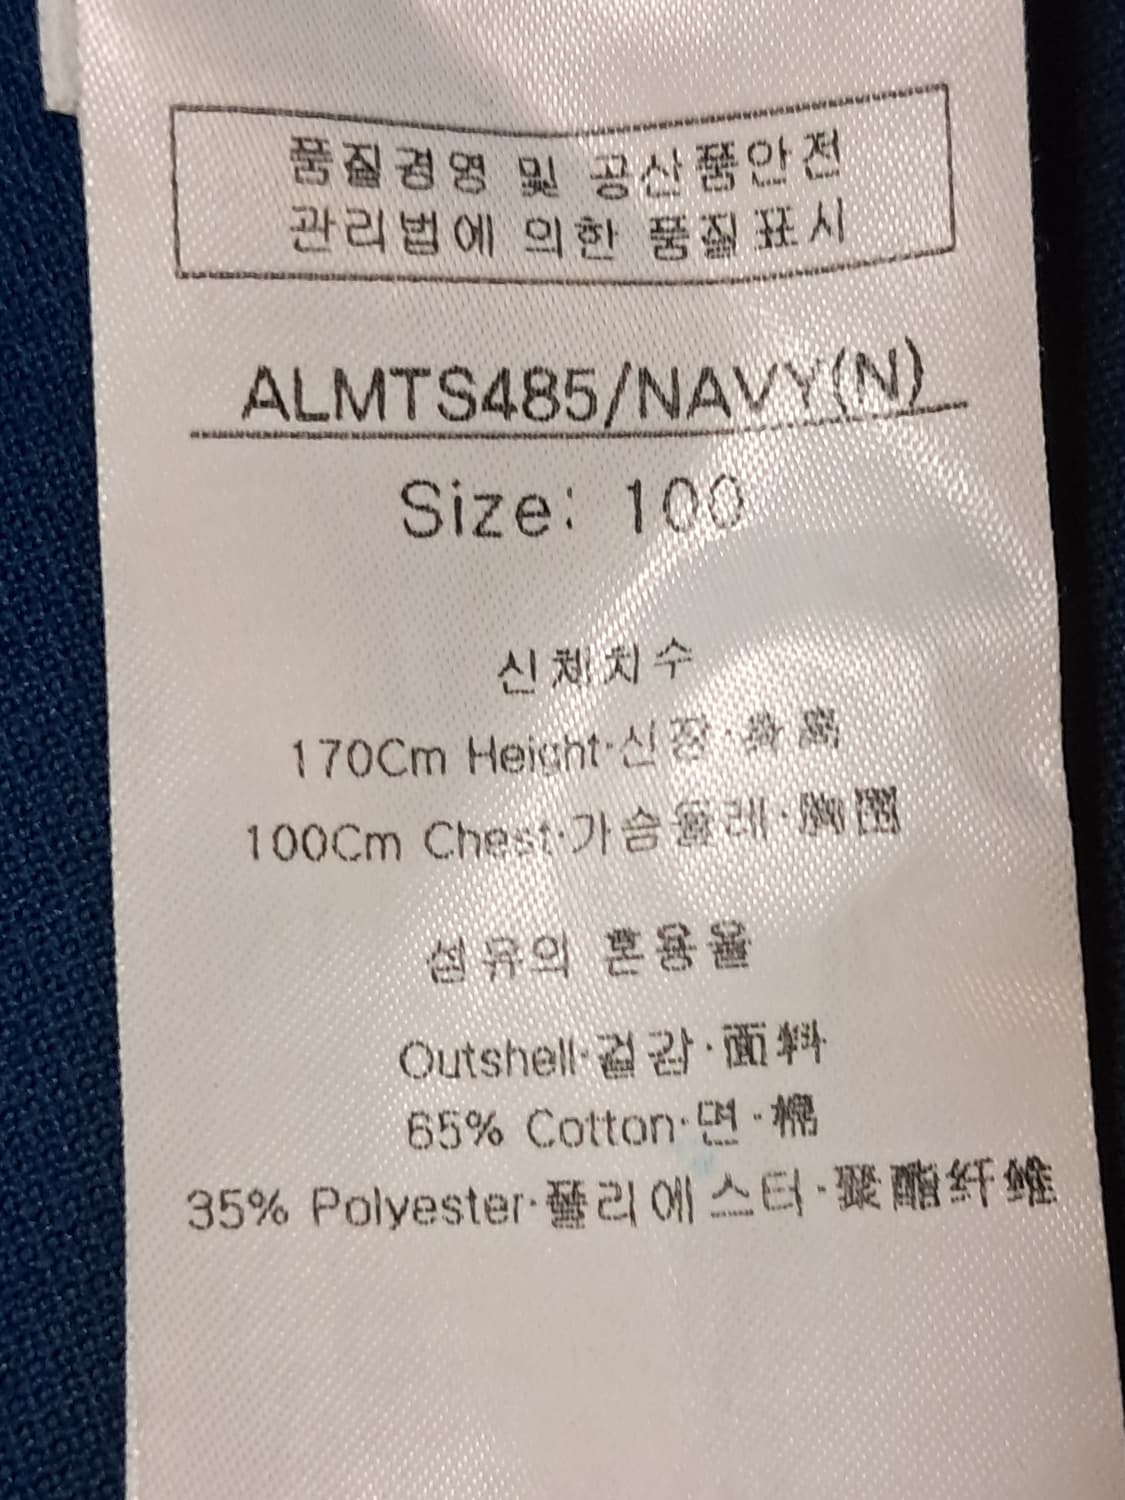 품질경영 및 공산품안전
관리법에 의한 품질표시
ALMTS485/NAVY(N)
Size: 100
신체치수
170Cm Height·신장·身高
100Cm Chest·가슴둘레·胸围
섬유의 혼용율
Outshell·겉감·面料
65% Cotton·면·棉
35% Polyester·폴리에스터·聚酯纤维